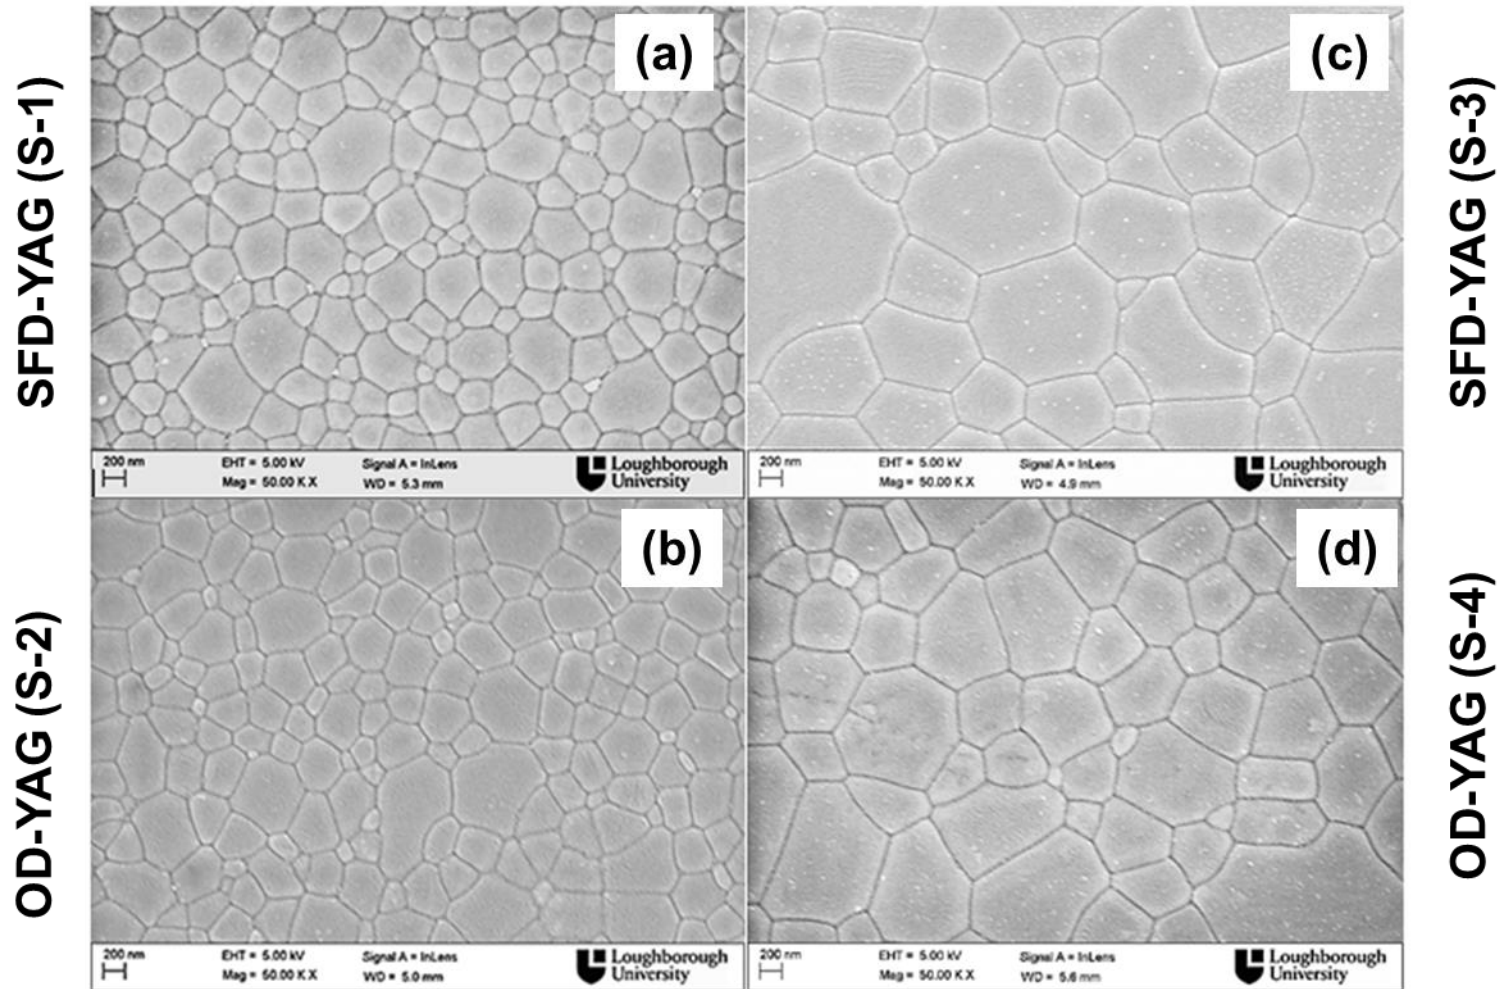 SFD-YAG (S-1)
(a)
200 nm
EHT = 5.00 kV
Signal A = InLens
Mag = 50.00 K X
WD = 5.3 mm
Loughborough
University
(c)
200 nm
EHT = 5.00 kV
Signal A = InLens
Mag = 50.00 K X
WD = 4.9 mm
Loughborough
University
SFD-YAG (S-3)
OD-YAG (S-2)
(b)
200 nm
EHT = 5.00 kV
Signal A = InLens
Mag = 50.00 K X
WD = 5.0 mm
Loughborough
University
(d)
200 nm
EHT = 5.00 kV
Signal A = InLens
Mag = 50.00 K X
WD = 5.6 mm
Loughborough
University
OD-YAG (S-4)